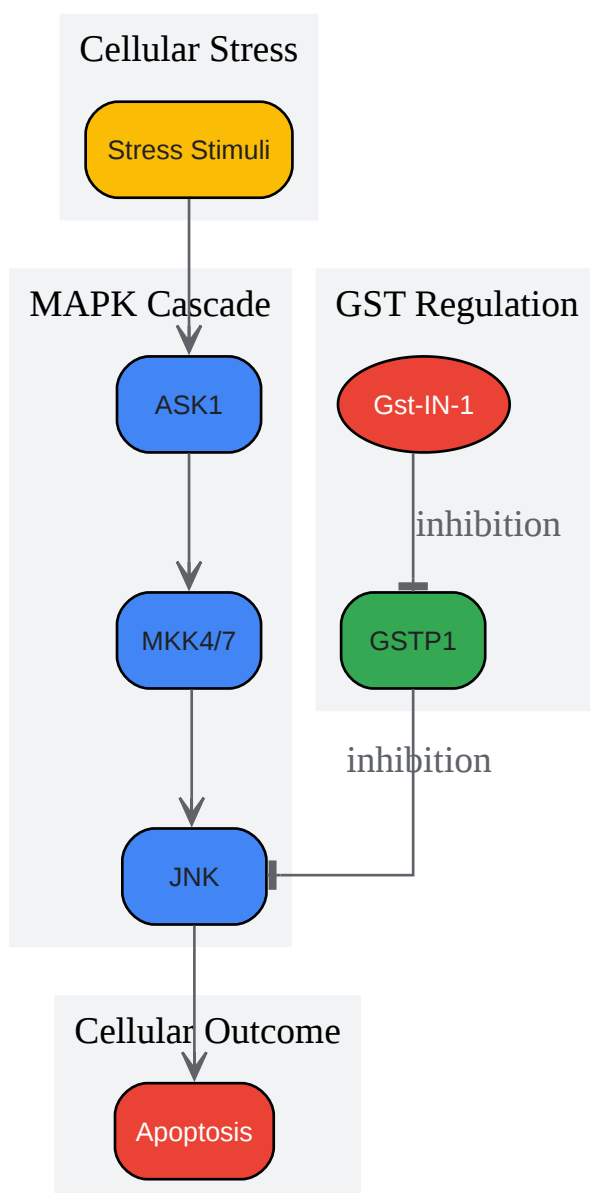 Cellular Stress
Stress Stimuli
MAPK Cascade
GST Regulation
ASK1
Gst-IN-1
inhibition
MKK4/7
GSTP1
inhibition
JNK
Cellular Outcome
Apoptosis